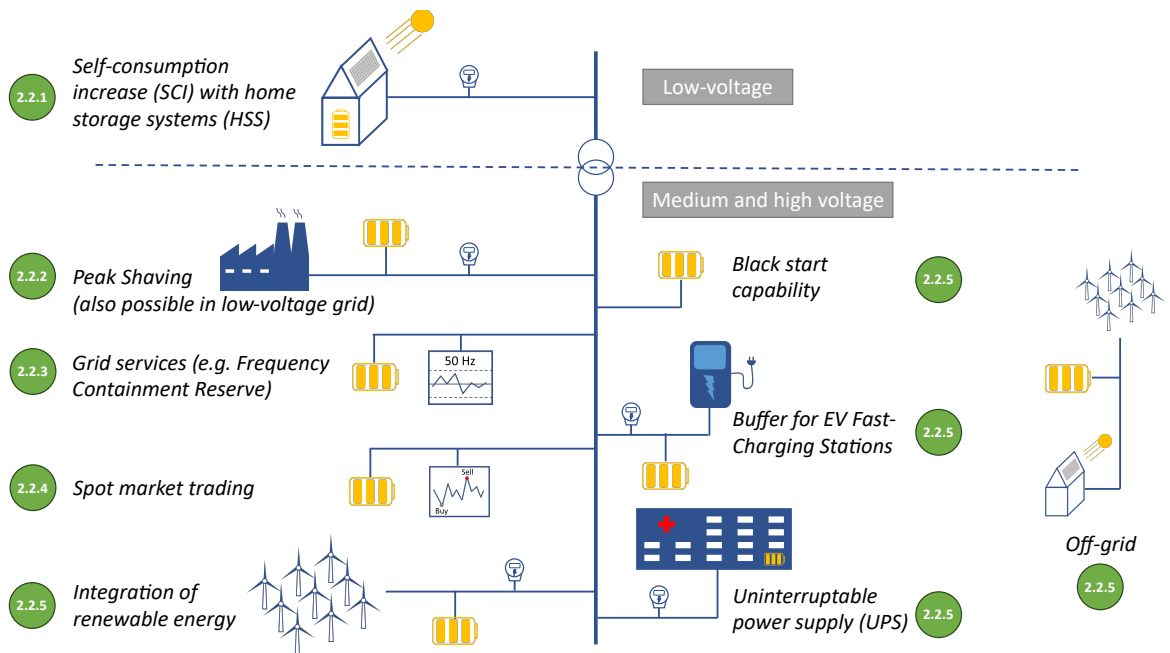 2.2.1
Self-consumption
increase (SCI) with home
storage systems (HSS)
Low-voltage
Medium and high voltage
2.2.2
Peak Shaving
(also possible in low-voltage grid)
Black start
capability
2.2.5
2.2.3
Grid services (e.g. Frequency
Containment Reserve)
50 Hz
Buffer for EV Fast-
Charging Stations
2.2.5
2.2.4
Spot market trading
Sell
Buy
Off-grid
2.2.5
2.2.5
Integration of
renewable energy
Uninterruptable
power supply (UPS)
2.2.5